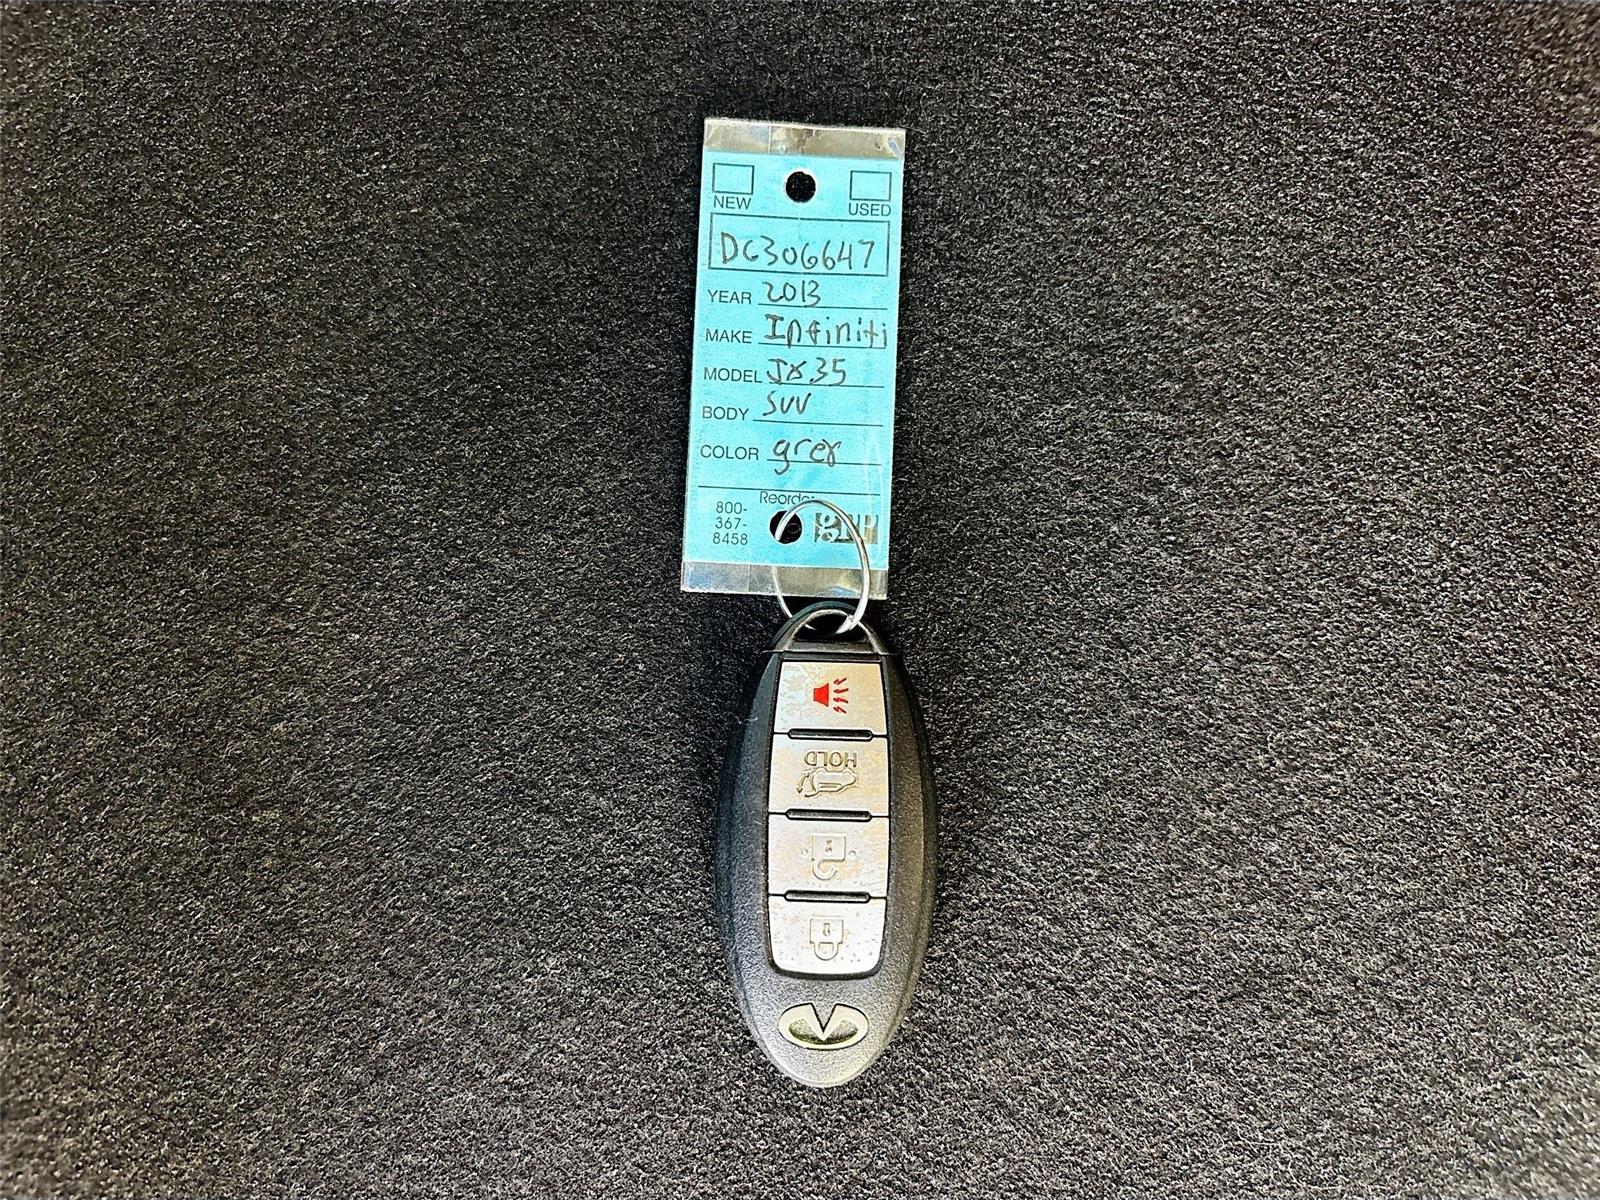 NEW USED
DC306647
YEAR 2013
MAKE Infiniti
MODEL JX35
BODY SUV
COLOR grey
Reorder
800-
367-
8458
HOLD